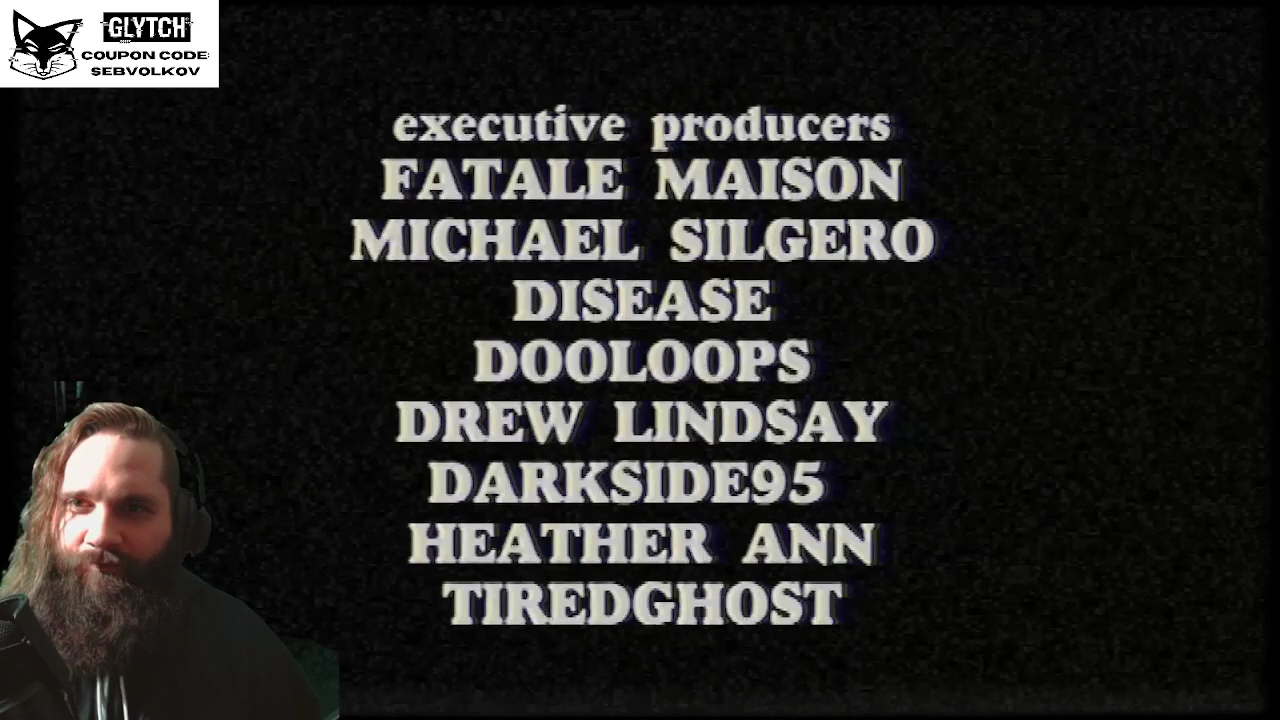 GLYTCH
COUPON CODE:
SEBVOLKOV
executive producers
FATALE MAISON
MICHAEL SILGERO
DISEASE
DOOLOOPS
DREW LINDSAY
DARKSIDE95
HEATHER ANN
TIREDGHOST